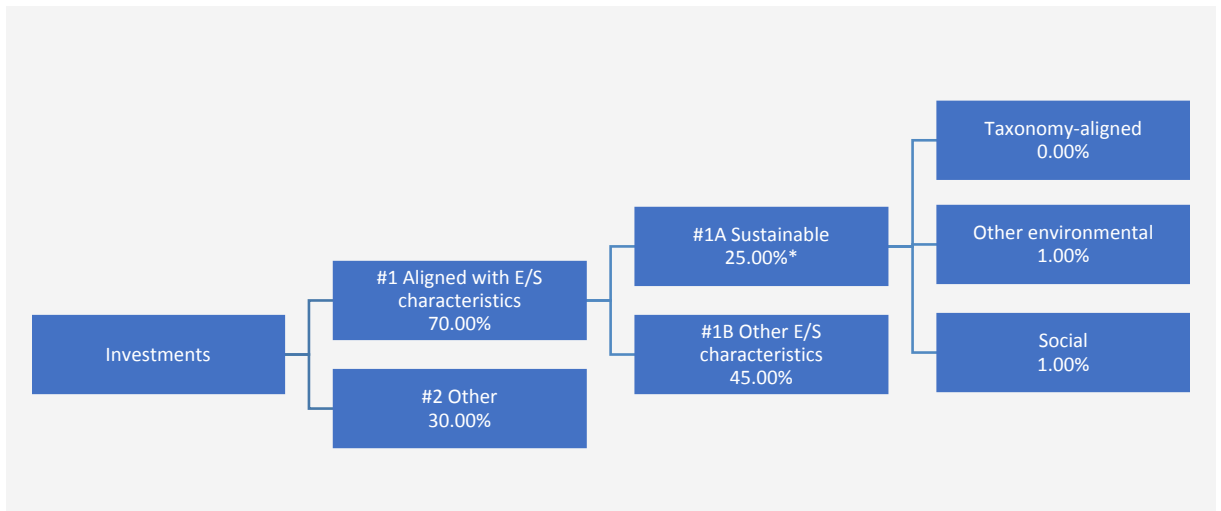 Investments
#1 Aligned with E/S
characteristics
70.00%
#2 Other
30.00%
#1A Sustainable
25.00%*
#1B Other E/S
characteristics
45.00%
Taxonomy-aligned
0.00%
Other environmental
1.00%
Social
1.00%